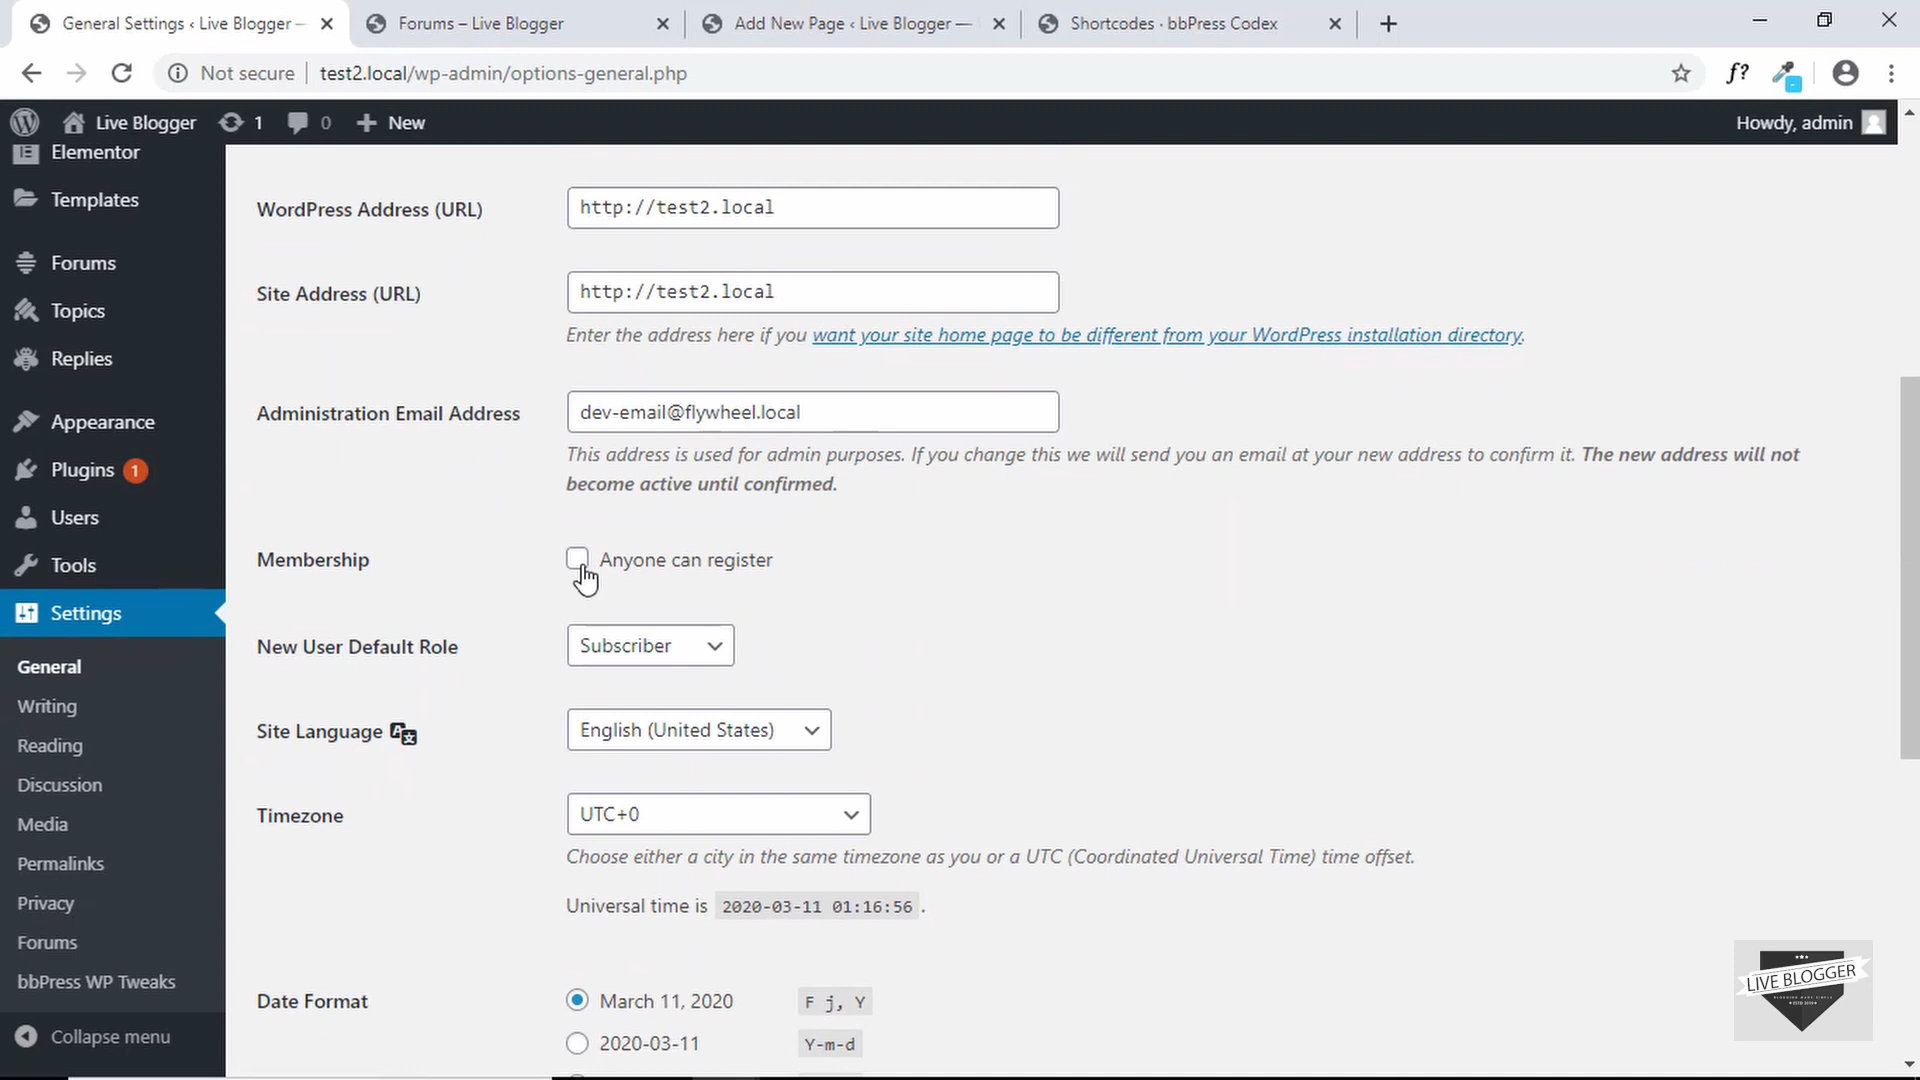 General Settings ‹ Live Blogger —
Forums – Live Blogger
Add New Page ‹ Live Blogger —
Shortcodes · bbPress Codex
Not secure
test2.local/wp-admin/options-general.php
f?
Live Blogger
1
0
New
Howdy, admin
Elementor
Templates
Forums
Topics
Replies
Appearance
Plugins 1
Users
Tools
Settings
General
Writing
Reading
Discussion
Media
Permalinks
Privacy
Forums
bbPress WP Tweaks
Collapse menu
WordPress Address (URL)
http://test2.local
Site Address (URL)
http://test2.local
Enter the address here if you want your site home page to be different from your WordPress installation directory.
Administration Email Address
dev-email@flywheel.local
This address is used for admin purposes. If you change this we will send you an email at your new address to confirm it. The new address will not
become active until confirmed.
Membership
Anyone can register
New User Default Role
Subscriber
Site Language
English (United States)
Timezone
UTC+0
Choose either a city in the same timezone as you or a UTC (Coordinated Universal Time) time offset.
Universal time is 2020-03-11 01:16:56 .
Date Format
March 11, 2020
F j, Y
2020-03-11
Y-m-d
LIVE BLOGGER